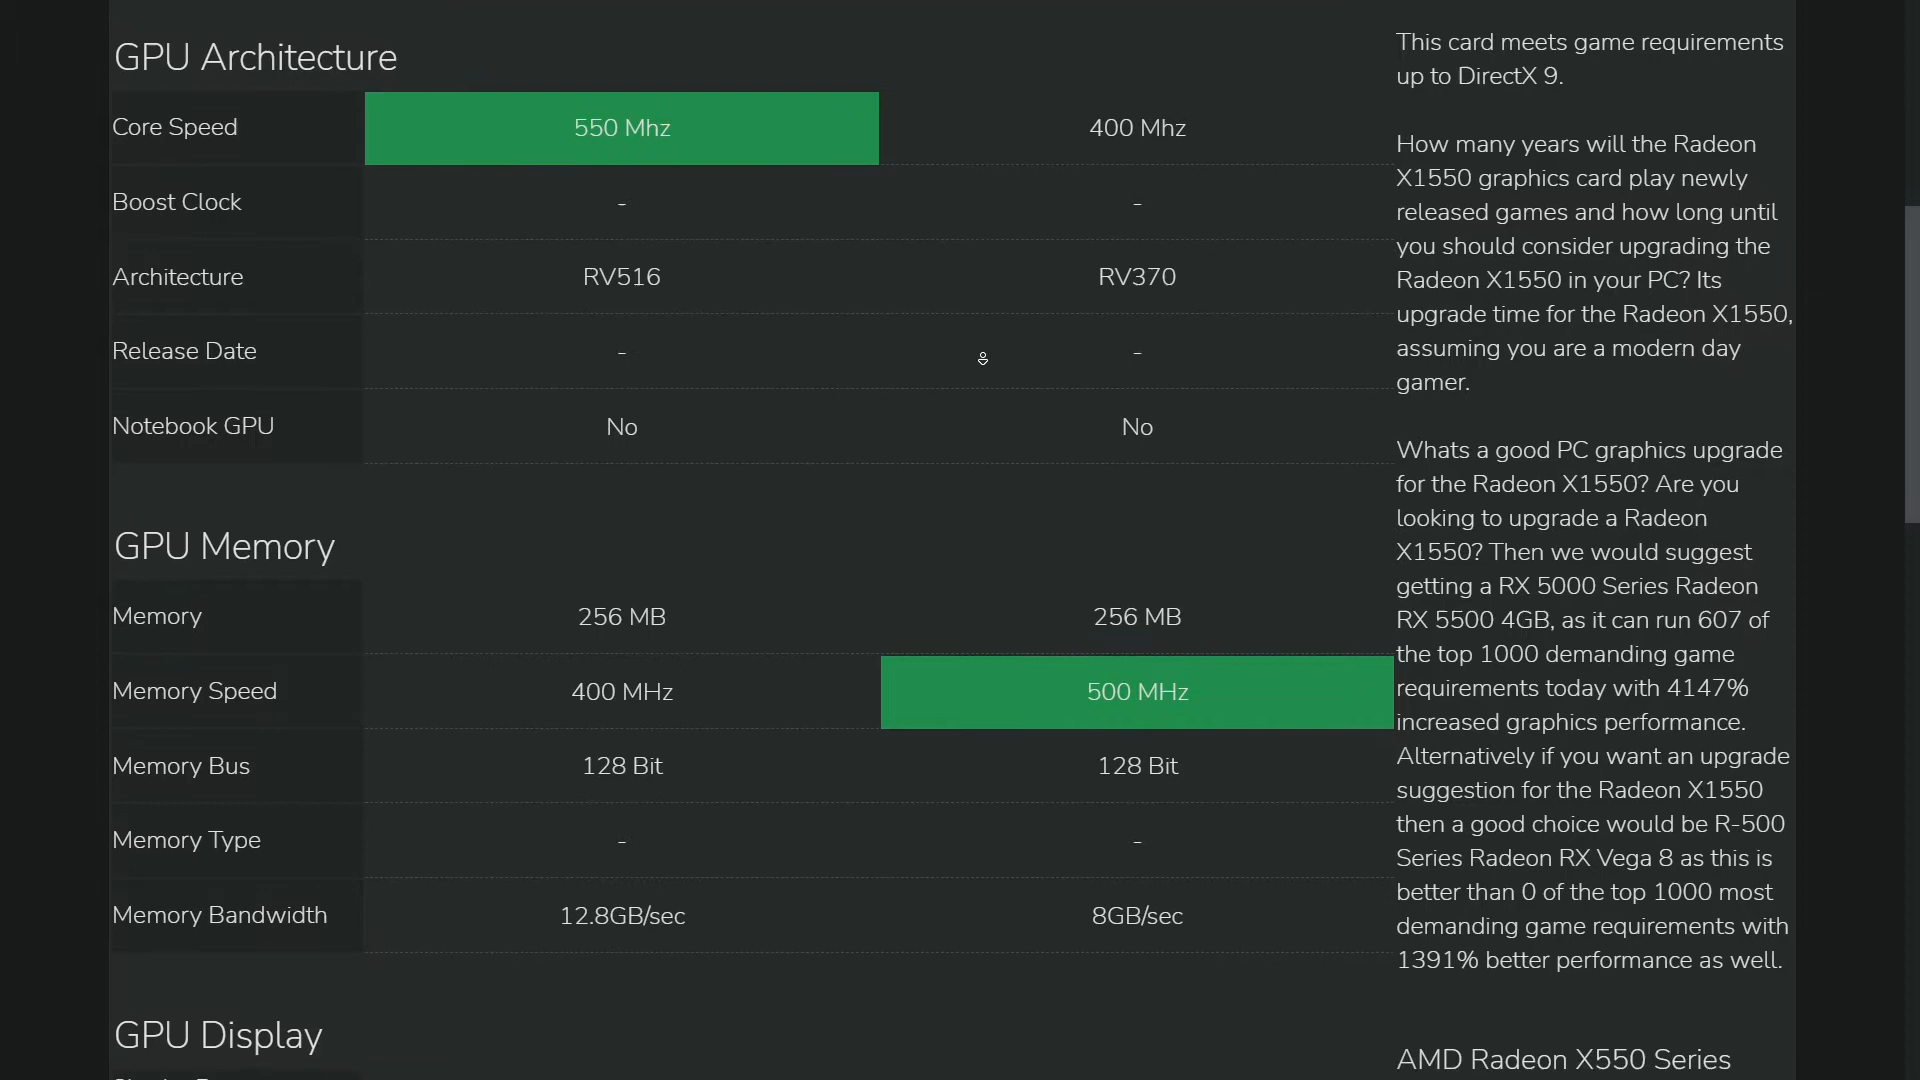 GPU Architecture
Core Speed 550 Mhz 400 Mhz
Boost Clock - -
Architecture RV516 RV370
Release Date - -
Notebook GPU No No
GPU Memory
Memory 256 MB 256 MB
Memory Speed 400 MHz 500 MHz
Memory Bus 128 Bit 128 Bit
Memory Type - -
Memory Bandwidth 12.8GB/sec 8GB/sec
GPU Display
This card meets game requirements
up to DirectX 9.
How many years will the Radeon
X1550 graphics card play newly
released games and how long until
you should consider upgrading the
Radeon X1550 in your PC? Its
upgrade time for the Radeon X1550,
assuming you are a modern day
gamer.
Whats a good PC graphics upgrade
for the Radeon X1550? Are you
looking to upgrade a Radeon
X1550? Then we would suggest
getting a RX 5000 Series Radeon
RX 5500 4GB, as it can run 607 of
the top 1000 demanding game
requirements today with 4147%
increased graphics performance.
Alternatively if you want an upgrade
suggestion for the Radeon X1550
then a good choice would be R-500
Series Radeon RX Vega 8 as this is
better than 0 of the top 1000 most
demanding game requirements with
1391% better performance as well.
AMD Radeon X550 Series